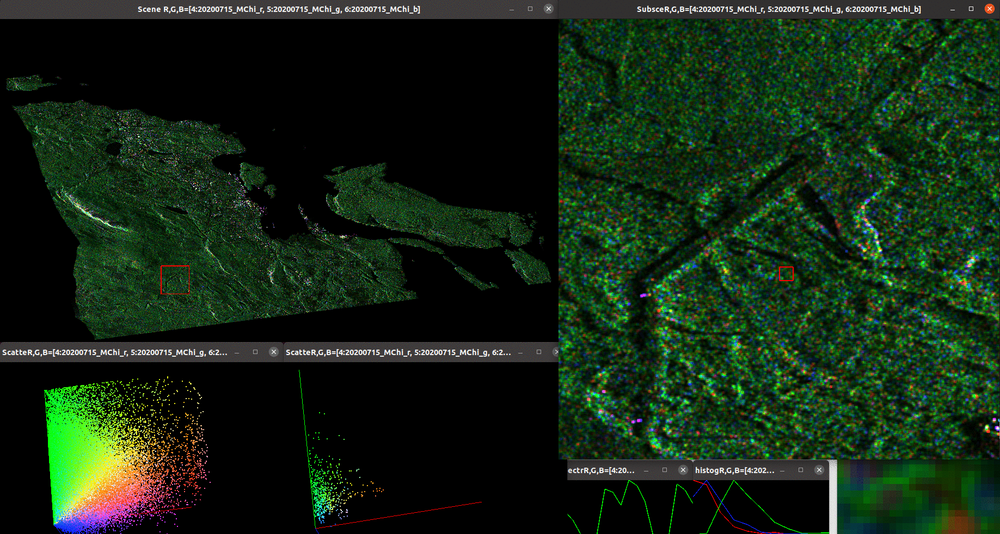 Scene R,G,B=[4:20200715_MChi_r, 5:20200715_MChi_g, 6:20200715_MChi_b]
SubsceR,G,B=[4:20200715_MChi_r, 5:20200715_MChi_g, 6:20200715_MChi_b]
ScatteR,G,B=[4:20200715_MChi_r, 5:20200715_MChi_g, 6:2...
ScatteR,G,B=[4:20200715_MChi_r, 5:20200715_MChi_g, 6:2...
ectrR,G,B=[4:20...
histogR,G,B=[4:202...